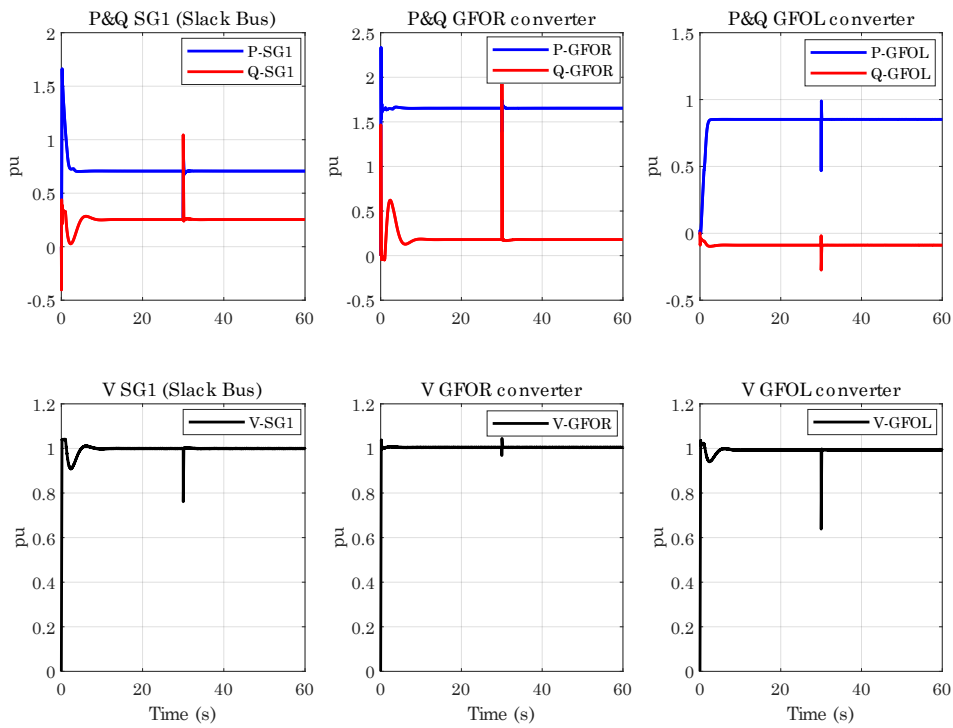 P&Q SG1 (Slack Bus)
2
1.5
1
0.5
0
-0.5
pu
P-SG1
Q-SG1
0
20
40
60
P&Q GFOR converter
2.5
2
1.5
1
0.5
0
-0.5
P-GFOR
Q-GFOR
0
20
40
60
P&Q GFOL converter
1.5
1
0.5
0
-0.5
pu
P-GFOL
Q-GFOL
0
20
40
60
V SG1 (Slack Bus)
1.2
1
0.8
0.6
0.4
0.2
0
pu
V-SG1
0
20
40
60
Time (s)
V GFOR converter
1.2
1
0.8
0.6
0.4
0.2
0
pu
V-GFOR
0
20
40
60
Time (s)
V GFOL converter
1.2
1
0.8
0.6
0.4
0.2
0
pu
V-GFOL
0
20
40
60
Time (s)